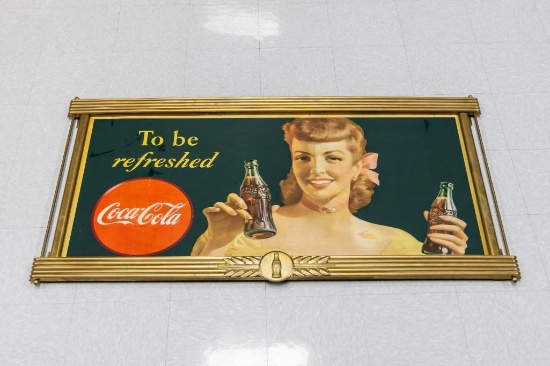 To be
refreshed
Coca-Cola